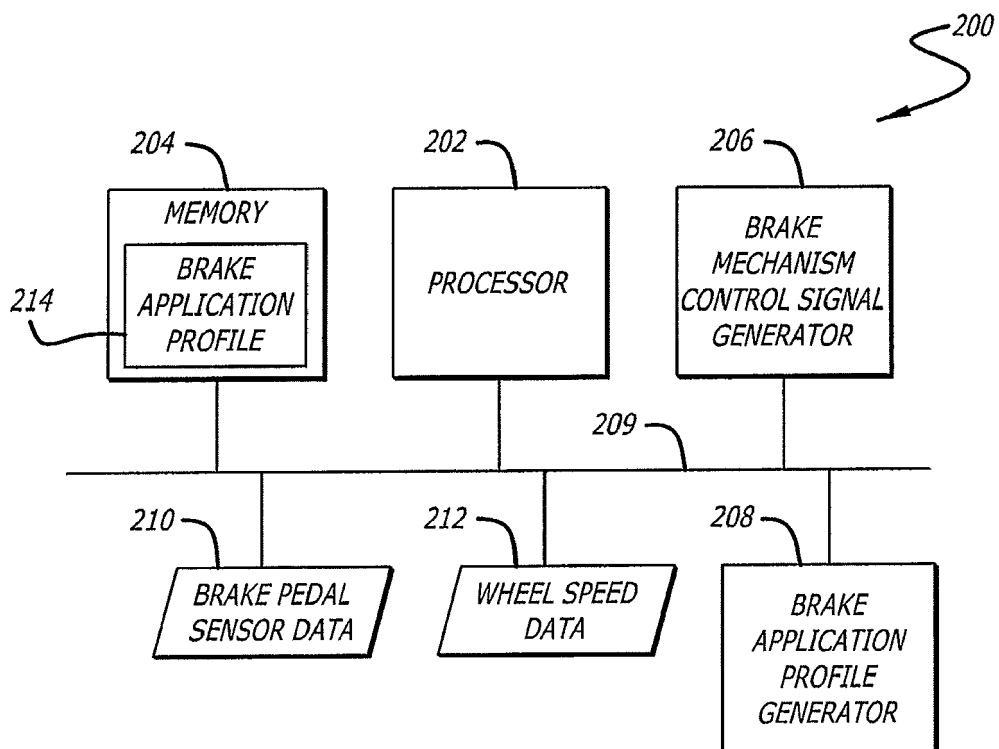 200
204
202
206
MEMORY
BRAKE
APPLICATION
PROFILE
214
PROCESSOR
BRAKE
MECHANISM
CONTROL SIGNAL
GENERATOR
209
210
212
208
BRAKE PEDAL
SENSOR DATA
WHEEL SPEED
DATA
BRAKE
APPLICATION
PROFILE
GENERATOR